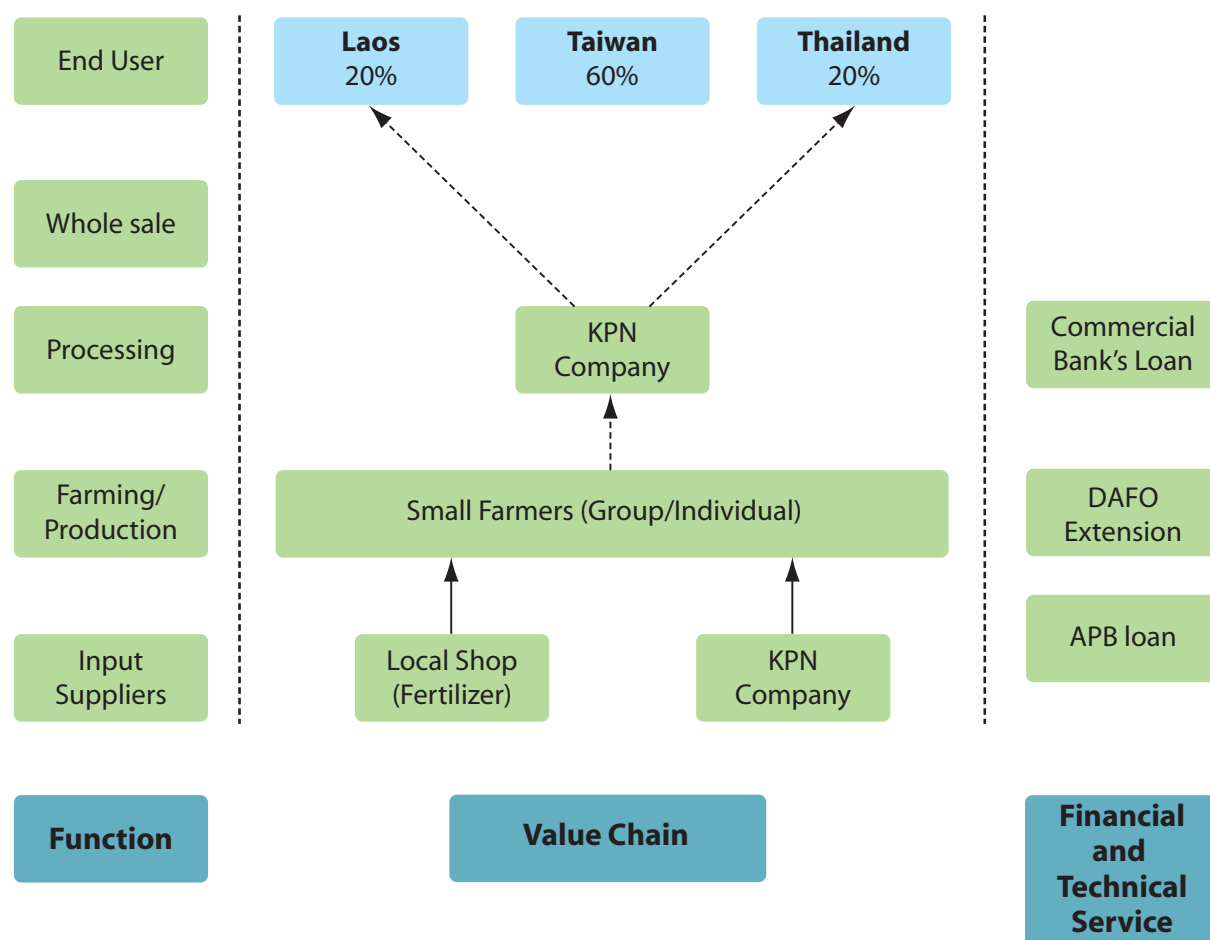 End User
Laos
20%
Taiwan
60%
Thailand
20%
Whole sale
Processing
KPN
Company
Commercial
Bank's Loan
Farming/
Production
Small Farmers (Group/Individual)
DAFO
Extension
Input
Suppliers
Local Shop
(Fertilizer)
KPN
Company
APB loan
Function
Value Chain
Financial
and
Technical
Service